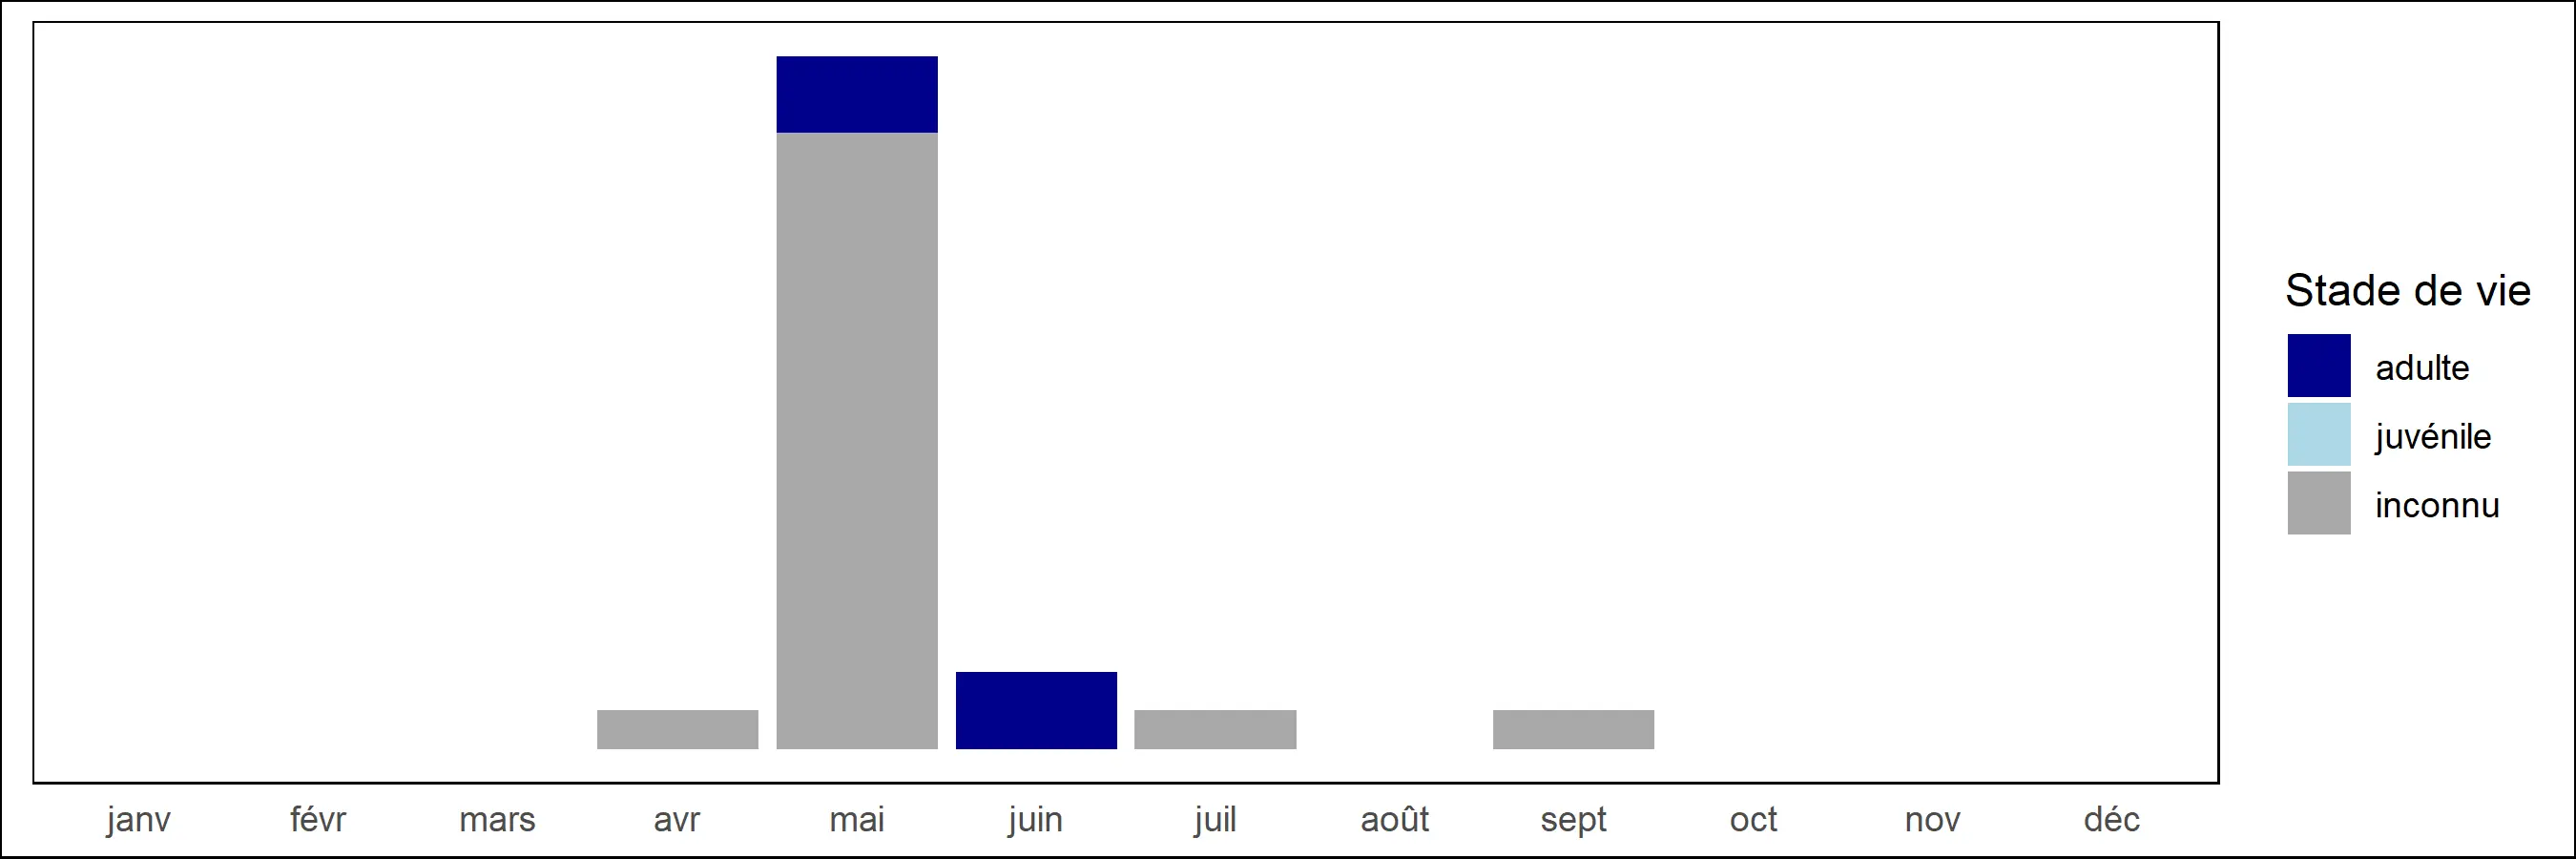 Stade de vie
adulte
juvénile
inconnu
janv févr mars avr mai juin juil août sept oct nov déc